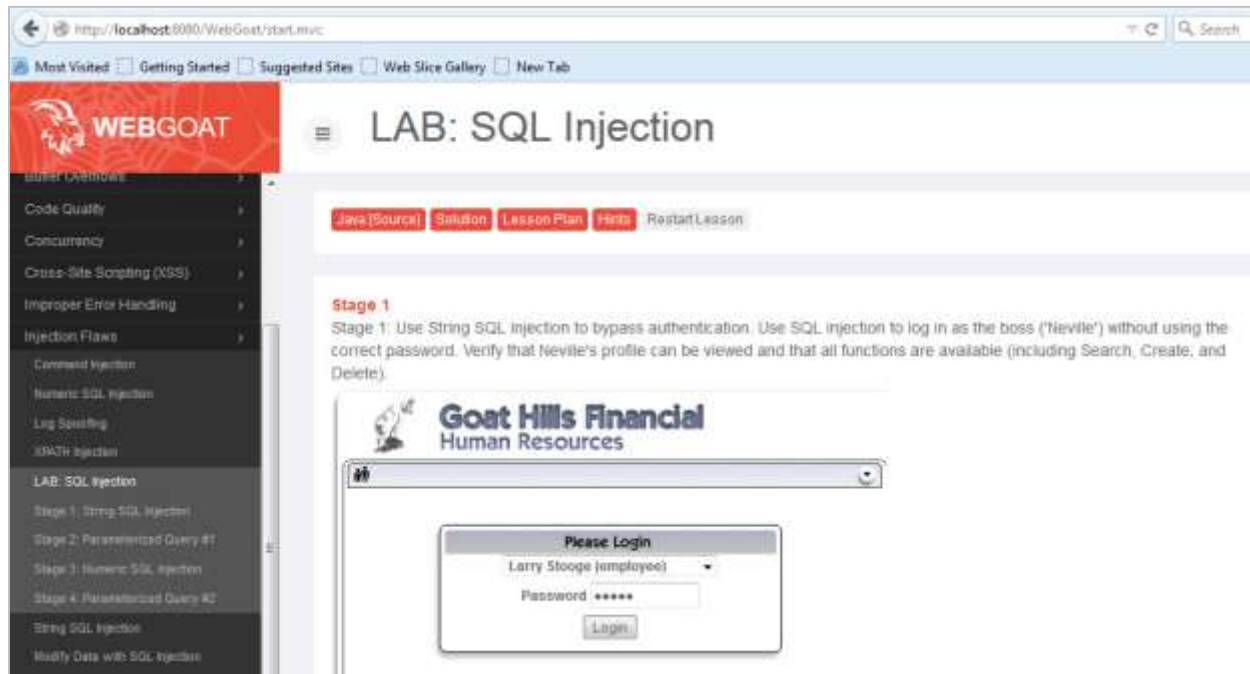 http://localhost:8080/WebGoat/start.mvc
Search
Most Visited Getting Started Suggested Sites Web Slice Gallery New Tab
WEBGOAT
LAB: SQL Injection
Buffer Overflows
Code Quality
Concurrency
Cross-Site Scripting (XSS)
Improper Error Handling
Injection Flaws
Command Injection
Numeric SQL Injection
Log Spoofing
XPATH Injection
LAB: SQL Injection
Stage 1: String SQL Injection
Stage 2: Parameterized Query #1
Stage 3: Numeric SQL Injection
Stage 4: Parameterized Query #2
String SQL Injection
Modify Data with SQL Injection
Java [Source] Solution Lesson Plan Hints Restart Lesson
Stage 1
Stage 1: Use String SQL Injection to bypass authentication. Use SQL injection to log in as the boss ('Neville') without using the
correct password. Verify that Neville's profile can be viewed and that all functions are available (including Search, Create, and
Delete).
Goat Hills Financial
Human Resources
Please Login
Larry Stooge (employee)
Password •••••
Login